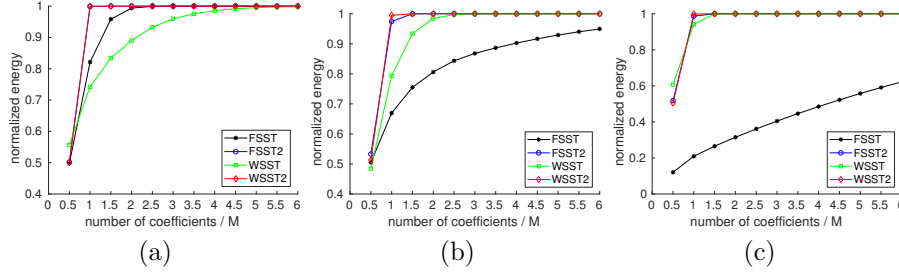 normalized energy
1
0.9
0.8
0.7
0.6
0.5
0.4
FSST
FSST2
WSST
WSST2
0 0.5 1 1.5 2 2.5 3 3.5 4 4.5 5 5.5 6
number of coefficients / M
(a)
normalized energy
1
0.9
0.8
0.7
0.6
0.5
0.4
FSST
FSST2
WSST
WSST2
0 0.5 1 1.5 2 2.5 3 3.5 4 4.5 5 5.5 6
number of coefficients / M
(b)
normalized energy
1
0.8
0.6
0.4
0.2
0
FSST
FSST2
WSST
WSST2
0 0.5 1 1.5 2 2.5 3 3.5 4 4.5 5 5.5 6
number of coefficients / M
(c)